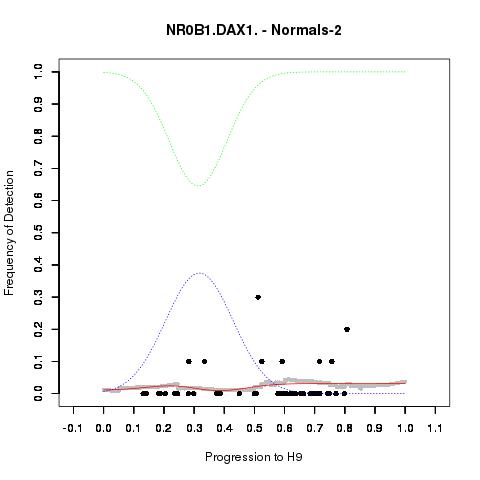 NR0B1.DAX1. - Normals-2
Frequency of Detection
1.0
0.9
0.8
0.7
0.6
0.5
0.4
0.3
0.2
0.1
0.0
-0.1 0.0 0.1 0.2 0.3 0.4 0.5 0.6 0.7 0.8 0.9 1.0 1.1
Progression to H9